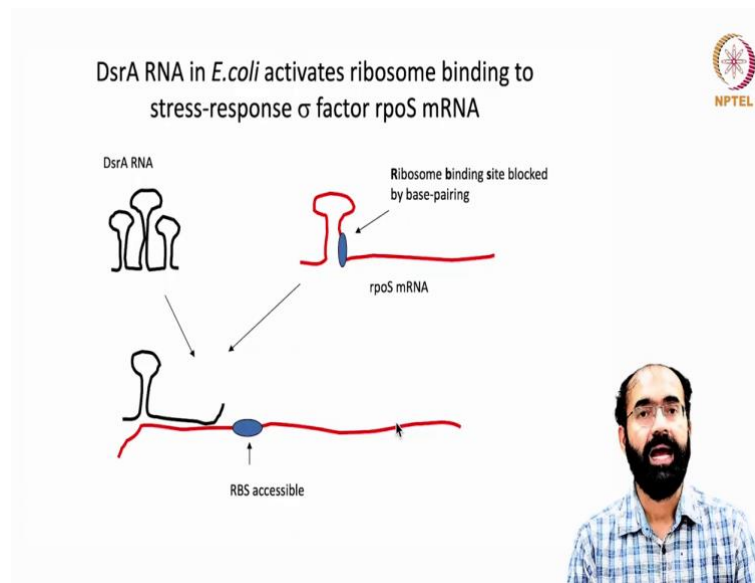 DsrA RNA in E.coli activates ribosome binding to
stress-response σ factor rpoS mRNA
NPTEL
DsrA RNA
Ribosome binding site blocked
by base-pairing
rpoS mRNA
RBS accessible